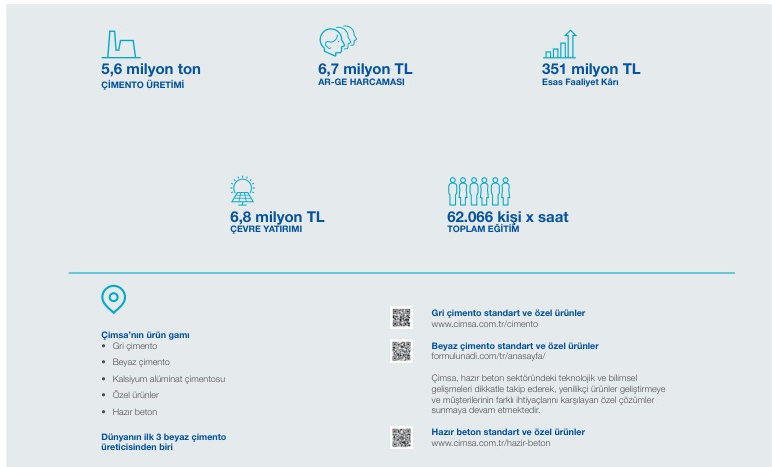 5,6 milyon ton
ÇİMENTO ÜRETİMİ
6,7 milyon TL
AR-GE HARCAMASI
351 milyon TL
Esas Faaliyet Kârı
6,8 milyon TL
ÇEVRE YATIRIMI
62.066 kişi x saat
TOPLAM EĞİTİM
Çimsa'nın ürün gamı
• Gri çimento
• Beyaz çimento
• Kalsiyum alüminat çimentosu
• Özel ürünler
• Hazır beton
Dünyanın ilk 3 beyaz çimento
üreticisinden biri
Gri çimento standart ve özel ürünler
www.cimsa.com.tr/cimento
Beyaz çimento standart ve özel ürünler
formulunadi.com/tr/anasayfa/
Çimsa, hazır beton sektöründeki teknolojik ve bilimsel
gelişmeleri dikkatle takip ederek, yenilikçi ürünler geliştirmeye
ve müşterilerinin farklı ihtiyaçlarını karşılayan özel çözümler
sunmaya devam etmektedir.
Hazır beton standart ve özel ürünler
www.cimsa.com.tr/hazir-beton